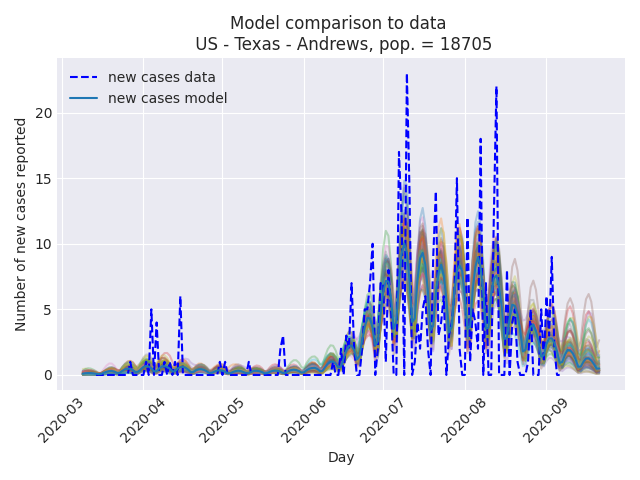 Model comparison to data
US - Texas - Andrews, pop. = 18705
new cases data
new cases model
Number of new cases reported
20
15
10
5
0
2020-03
2020-04
2020-05
2020-06
2020-07
2020-08
2020-09
Day